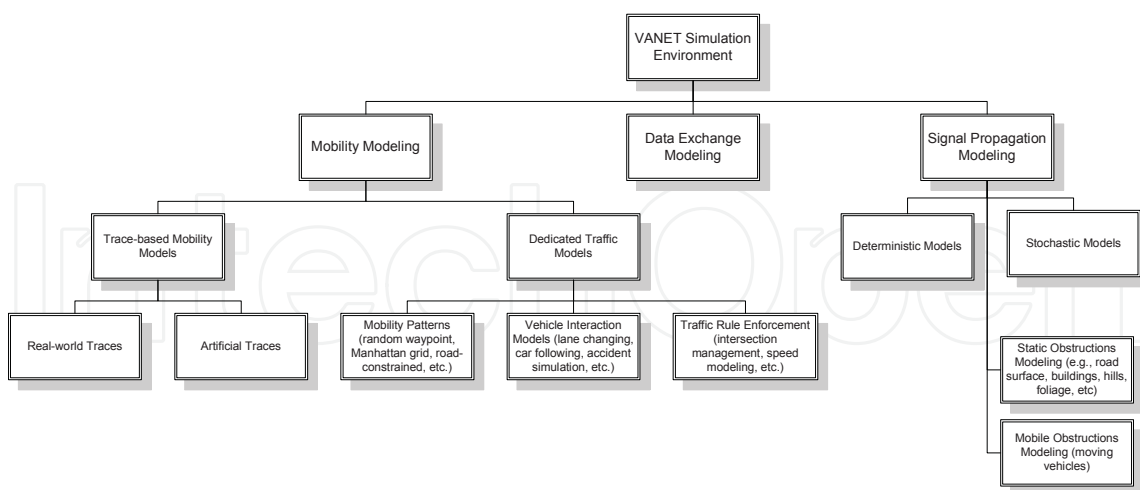 VANET Simulation
Environment
Mobility Modeling
Data Exchange
Modeling
Signal Propagation
Modeling
Trace-based Mobility
Models
Dedicated Traffic
Models
Deterministic Models
Stochastic Models
Real-world Traces
Artificial Traces
Mobility Patterns
(random waypoint,
Manhattan grid, road-
constrained, etc.)
Vehicle Interaction
Models (lane changing,
car following, accident
simulation, etc.)
Traffic Rule Enforcement
(intersection
management, speed
modeling, etc.)
Static Obstructions
Modeling (e.g., road
surface, buildings, hills,
foliage, etc)
Mobile Obstructions
Modeling (moving
vehicles)
IntechOpen